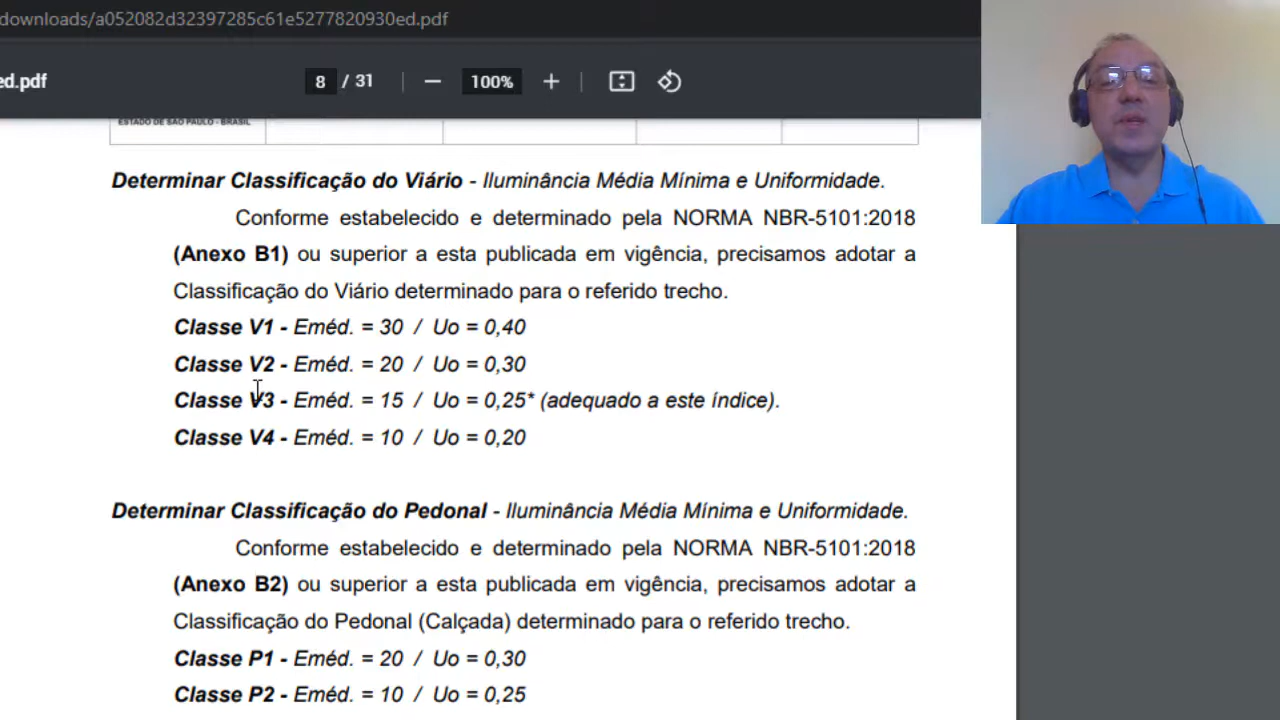 downloads/a052082d32397285c61e5277820930ed.pdf
ed.pdf
8 / 31
100%
ESTADO DE SÃO PAULO - BRASIL
Determinar Classificação do Viário - Iluminância Média Mínima e Uniformidade.
Conforme estabelecido e determinado pela NORMA NBR-5101:2018
(Anexo B1) ou superior a esta publicada em vigência, precisamos adotar a
Classificação do Viário determinado para o referido trecho.
Classe V1 - Eméd. = 30 / Uo = 0,40
Classe V2 - Eméd. = 20 / Uo = 0,30
Classe V3 - Eméd. = 15 / Uo = 0,25* (adequado a este índice).
Classe V4 - Eméd. = 10 / Uo = 0,20
Determinar Classificação do Pedonal - Iluminância Média Mínima e Uniformidade.
Conforme estabelecido e determinado pela NORMA NBR-5101:2018
(Anexo B2) ou superior a esta publicada em vigência, precisamos adotar a
Classificação do Pedonal (Calçada) determinado para o referido trecho.
Classe P1 - Eméd. = 20 / Uo = 0,30
Classe P2 - Eméd. = 10 / Uo = 0,25